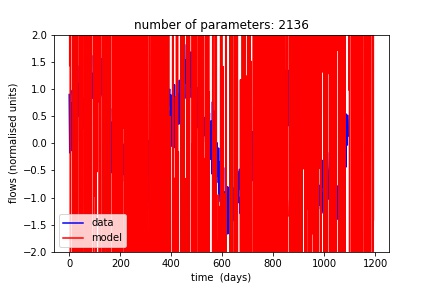 number of parameters: 2136
flows (normalised units)
2.0
1.5
1.0
0.5
0.0
−0.5
−1.0
−1.5
−2.0
data
model
0 200 400 600 800 1000 1200
time (days)